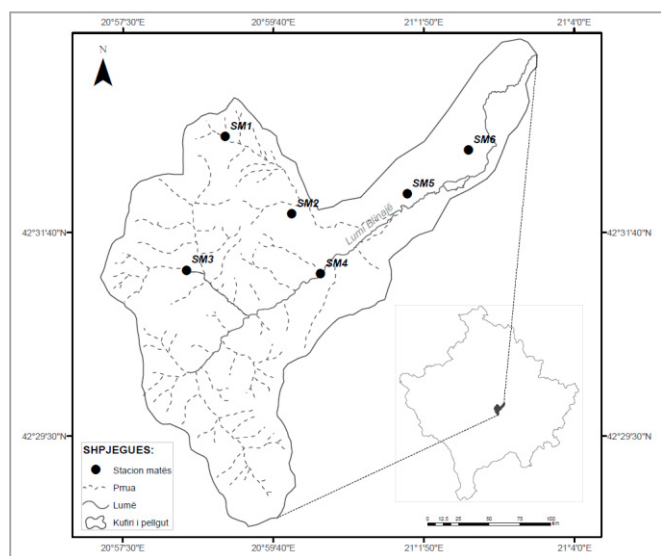 20°57'30"E 20°59'40"E 21°1'50"E 21°4'0"E
N
SM1
SM6
SM2
SM5
Lumi Blinajë
42°31'40"N 42°31'40"N
SM3
SM4
42°29'30"N 42°29'30"N
SHPJEGUES:
Stacion matës
Prrua
Lumë
Kufiri i pellgut
0 12.5 25 50 75 100
km
20°57'30"E 20°59'40"E 21°1'50"E 21°4'0"E